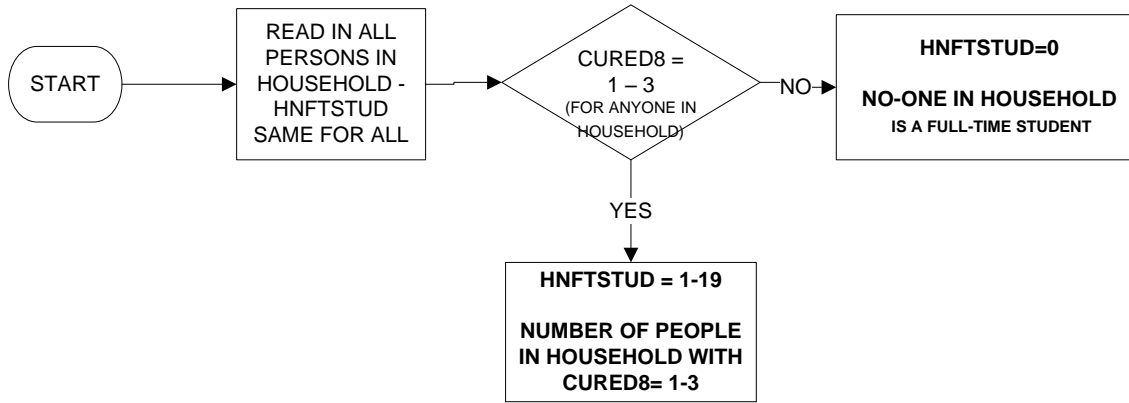 START
READ IN ALL
PERSONS IN
HOUSEHOLD -
HNFTSTUD
SAME FOR ALL
CURED8 =
1 – 3
(FOR ANYONE IN
HOUSEHOLD)
NO
HNFTSTUD=0
NO-ONE IN HOUSEHOLD
IS A FULL-TIME STUDENT
YES
HNFTSTUD = 1-19
NUMBER OF PEOPLE
IN HOUSEHOLD WITH
CURED8= 1-3